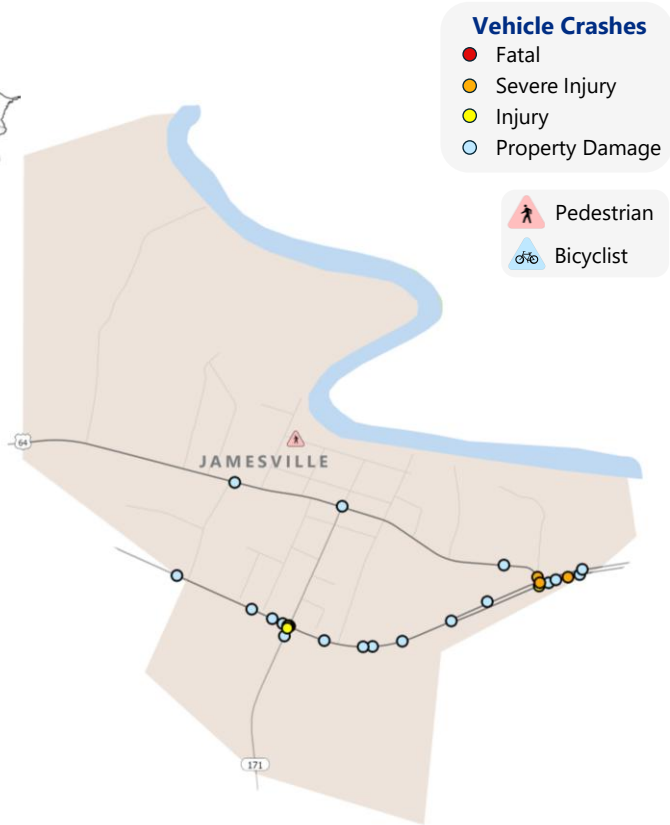 Vehicle Crashes
Fatal
Severe Injury
Injury
Property Damage
Pedestrian
Bicyclist
64
JAMESVILLE
171